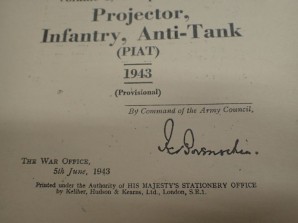 Projector,
Infantry, Anti-Tank
(PIAT)
1943
(Provisional)
By Command of the Army Council,
THE WAR OFFICE,
5th June, 1943
Printed under the Authority of HIS MAJESTY'S STATIONERY OFFICE
by Keliher, Hudson & Kearns, Ltd., London, S.E.1.